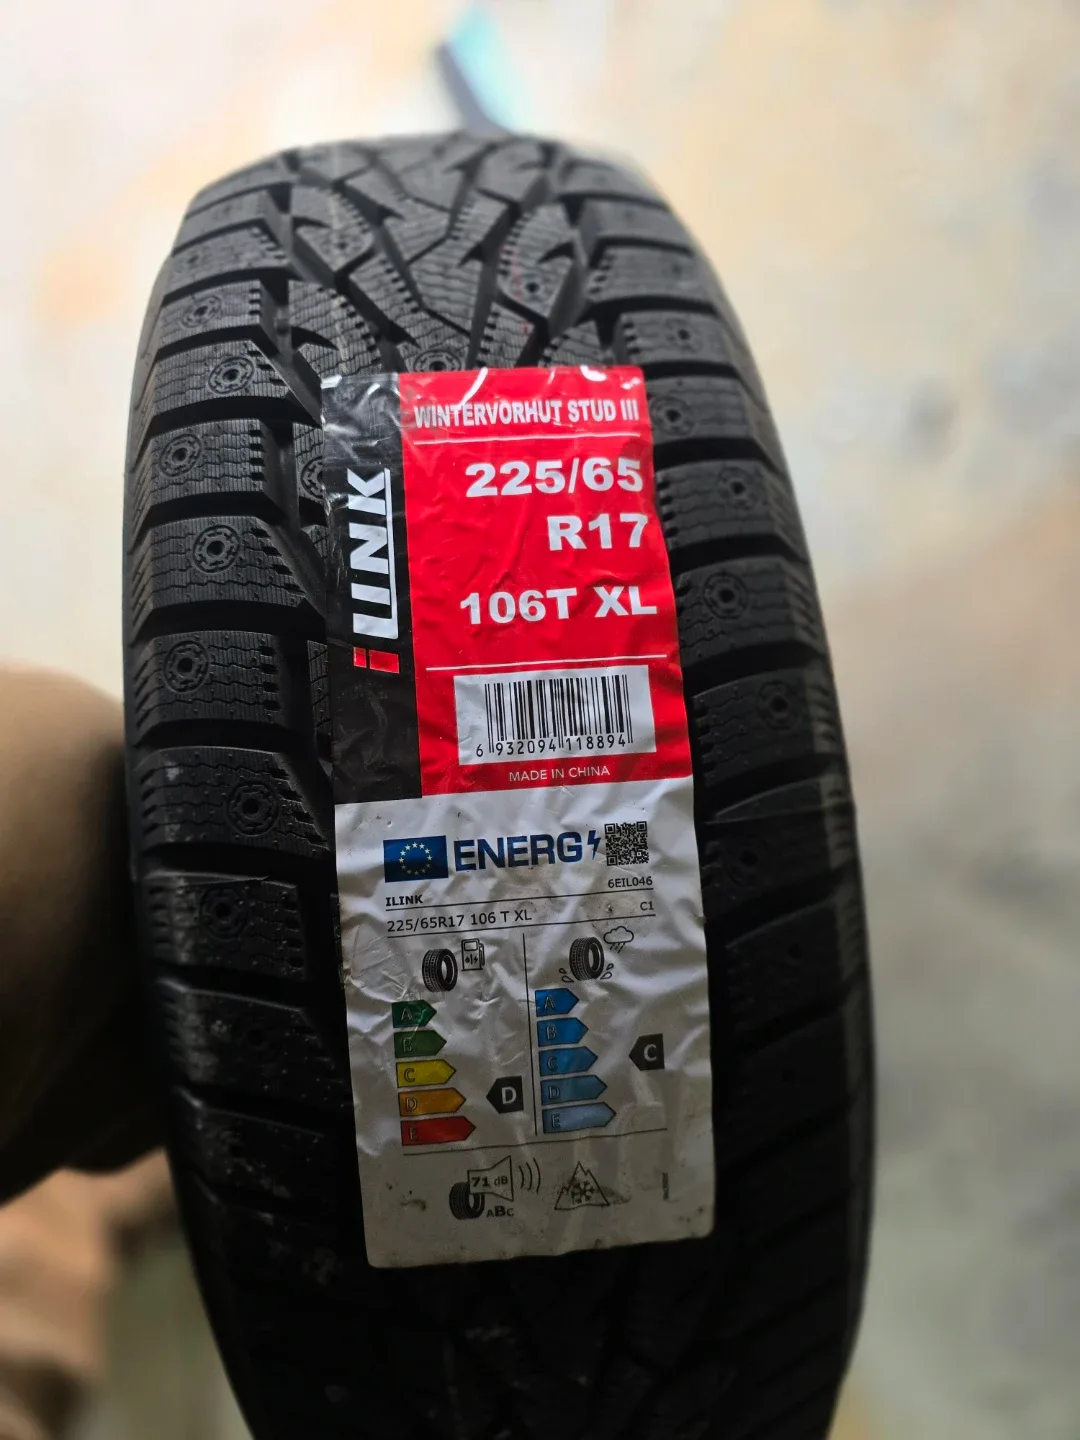 WINTERVORHUT STUD III
iLINK
225/65
R17
106T XL
6 932094 118894
MADE IN CHINA
ENERG
ILINK
6EIL046
225/65R17 106 T XL
C1
A
B
C
D
E
D
A
B
C
D
E
C
71 dB
ABC